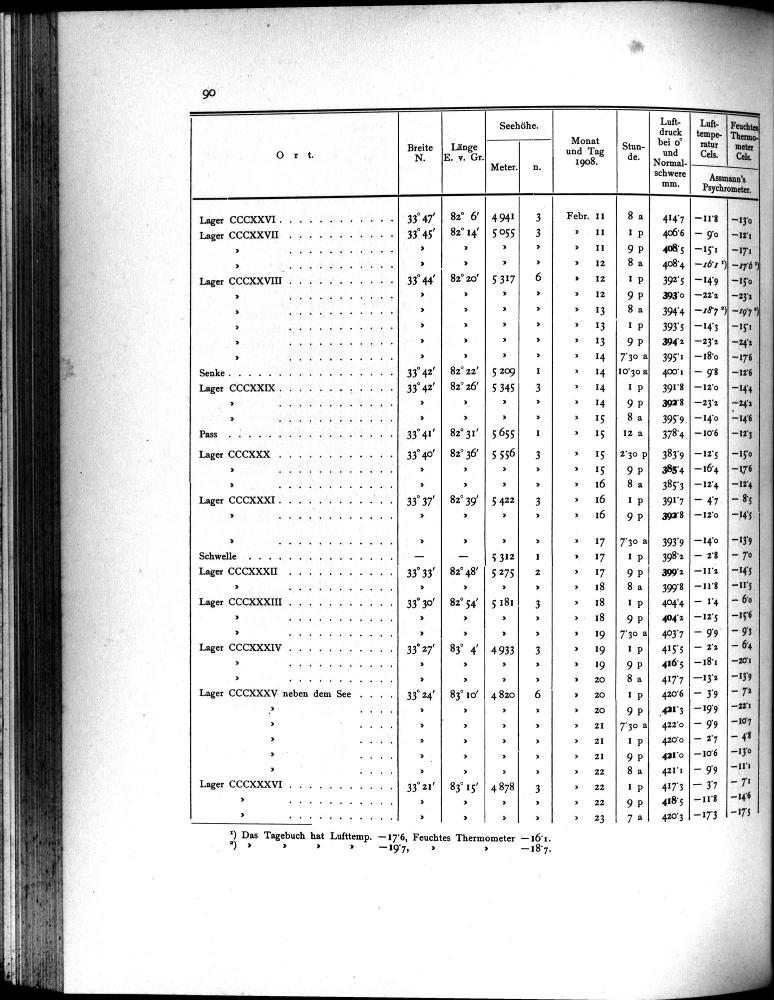 90
O r t. | Breite N. | Länge E. v. Gr. | Seehöhe. Meter. | n. | Monat und Tag 1908. | Stun- de. | Luft- druck bei 0° und Normal- schwere mm. | Luft- tempe- ratur Cels. | Feuchtes Thermo- meter Cels.
Assmann's Psychrometer.
Lager CCCXXVI . . . . . . . . . . . . 33° 47′ 82° 6′ 4 941 3 Febr. 11 8 a 414·7 −11·8 −13·0
Lager CCCXXVII . . . . . . . . . . . 33° 45′ 82° 14′ 5 055 3 » 11 1 p 406·6 − 9·0 −12·1
» . . . . . . . . . . . » » » » » 11 9 p 408·5 −15·1 −17·1
» . . . . . . . . . . . » » » » » 12 8 a 408·4 −16·1 ¹) −17·6 ¹)
Lager CCCXXVIII . . . . . . . . . . . 33° 44′ 82° 20′ 5 317 6 » 12 1 p 392·5 −14·9 −15·0
» . . . . . . . . . . . » » » » » 12 9 p 393·0 −22·2 −23·2
» . . . . . . . . . . . » » » » » 13 8 a 394·4 −18·7 ²) −19·7 ²)
» . . . . . . . . . . . » » » » » 13 1 p 393·5 −14·3 −15·1
» . . . . . . . . . . . » » » » » 13 9 p 394·2 −23·2 −24·2
» . . . . . . . . . . . » » » » » 14 7·30 a 395·1 −18·0 −17·6
Senke . . . . . . . . . . . . . . . . 33° 42′ 82° 22′ 5 209 1 » 14 10·30 a 400·1 − 9·8 −12·6
Lager CCCXXIX . . . . . . . . . . . . 33° 42′ 82° 26′ 5 345 3 » 14 1 p 391·8 −12·0 −14·4
» . . . . . . . . . . . » » » » » 14 9 p 392·8 −23·2 −24·2
» . . . . . . . . . . . » » » » » 15 8 a 395·9 −14·0 −14·6
Pass . . . . . . . . . . . . . . . . 33° 41′ 82° 31′ 5 655 1 » 15 12 a 378·4 −10·6 −12·3
Lager CCCXXX . . . . . . . . . . . . 33° 40′ 82° 36′ 5 556 3 » 15 2·30 p 383·9 −12·5 −15·0
» . . . . . . . . . . . » » » » » 15 9 p 385·4 −16·4 −17·6
» . . . . . . . . . . . » » » » » 16 8 a 385·3 −12·4 −12·4
Lager CCCXXXI . . . . . . . . . . . . 33° 37′ 82° 39′ 5 422 3 » 16 1 p 391·7 − 4·7 − 8·5
» . . . . . . . . . . . » » » » » 16 9 p 392·8 −12·0 −14·5
» . . . . . . . . . . . » » » » » 17 7·30 a 393·9 −14·0 −13·9
Schwelle . . . . . . . . . . . . . . — — 5 312 1 » 17 1 p 398·2 − 2·8 − 7·0
Lager CCCXXXII . . . . . . . . . . . 33° 33′ 82° 48′ 5 275 2 » 17 9 p 399·2 −11·2 −14·5
» . . . . . . . . . . . » » » » » 18 8 a 399·8 −11·8 −11·5
Lager CCCXXXIII . . . . . . . . . . . 33° 30′ 82° 54′ 5 181 3 » 18 1 p 404·4 − 1·4 − 6·0
» . . . . . . . . . . . » » » » » 18 9 p 404·2 −12·5 −15·6
» . . . . . . . . . . . » » » » » 19 7·30 a 403·7 − 9·9 − 9·3
Lager CCCXXXIV . . . . . . . . . . . 33° 27′ 83° 4′ 4 933 3 » 19 1 p 415·5 − 2·2 − 6·4
» . . . . . . . . . . . » » » » » 19 9 p 416·5 −18·1 −20·1
» . . . . . . . . . . . » » » » » 20 8 a 417·7 −13·2 −13·9
Lager CCCXXXV neben dem See . . . . 33° 24′ 83° 10′ 4 820 6 » 20 1 p 420·6 − 3·9 − 7·2
» . . . . » » » » » 20 9 p 421·3 −19·9 −22·1
» . . . . » » » » » 21 7·30 a 422·0 − 9·9 −10·7
» . . . . » » » » » 21 1 p 420·0 − 2·7 − 4·8
» . . . . » » » » » 21 9 p 421·0 −10·6 −13·0
» . . . . » » » » » 22 8 a 421·1 − 9·9 −11·1
Lager CCCXXXVI . . . . . . . . . . . 33° 21′ 83° 15′ 4 878 3 » 22 1 p 417·3 − 3·7 − 7·1
» . . . . . . . . . . . » » » » » 22 9 p 418·5 −11·8 −14·6
» . . . . . . . . . . . » » » » » 23 7 a 420·3 −17·3 −17·5
¹) Das Tagebuch hat Lufttemp. −17·6, Feuchtes Thermometer −16·1.
²) » » » » −19·7, » » −18·7.